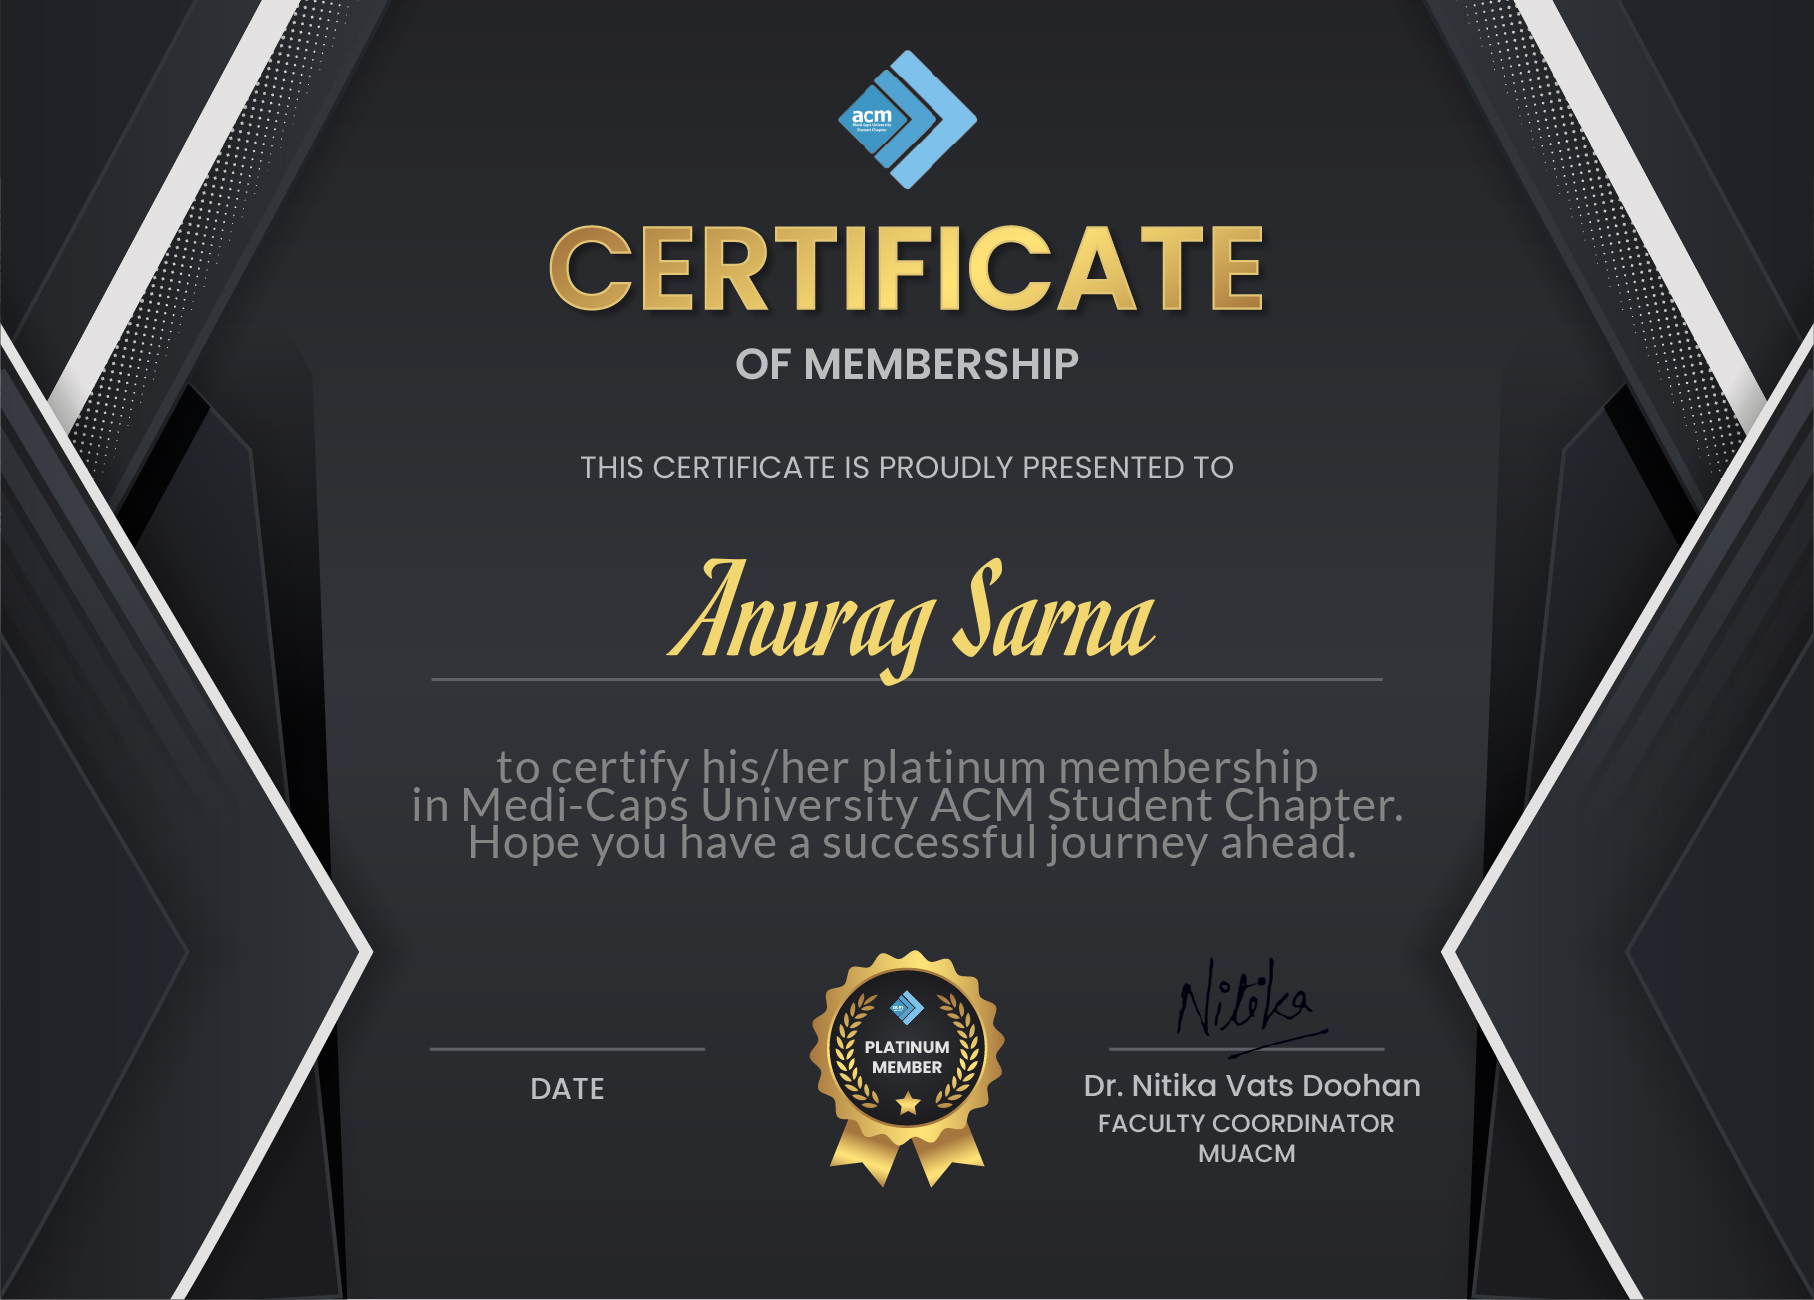 acm
Medi-Caps University
Student Chapter
CERTIFICATE
OF MEMBERSHIP
THIS CERTIFICATE IS PROUDLY PRESENTED TO
Anurag Sarna
to certify his/her platinum membership
in Medi-Caps University ACM Student Chapter.
Hope you have a successful journey ahead.
PLATINUM
MEMBER
DATE
Nitika
Dr. Nitika Vats Doohan
FACULTY COORDINATOR
MUACM